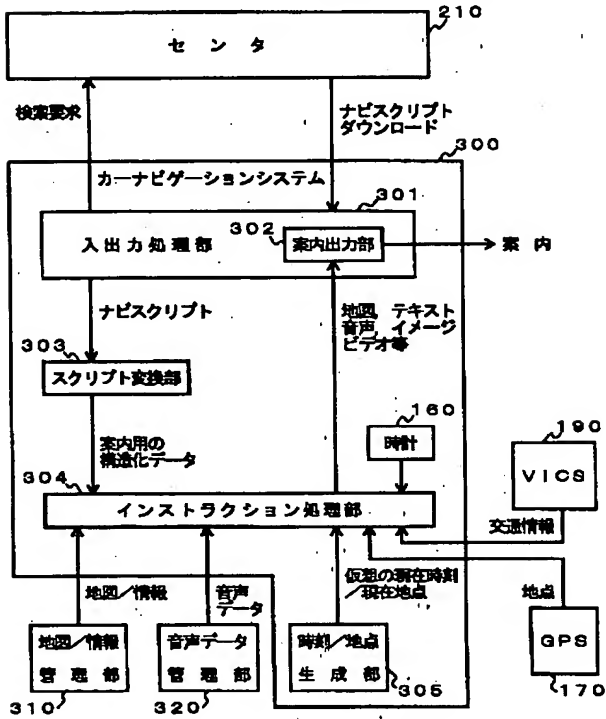 210
センタ
検索要求
ナビスクリプト
ダウンロード
300
カーナビゲーションシステム
301
302
入出力処理部
案内出力部
案内
ナビスクリプト
地図, テキスト
音声, イメージ
ビデオ等
303
スクリプト変換部
160
時計
190
VICS
案内用の
構造化データ
304
インストラクション処理部
交通情報
地図/情報
音声
データ
仮想の現在時刻
/現在地点
地点
地図/情報
管理部
310
音声データ
管理部
320
時刻/地点
生成部
305
GPS
170